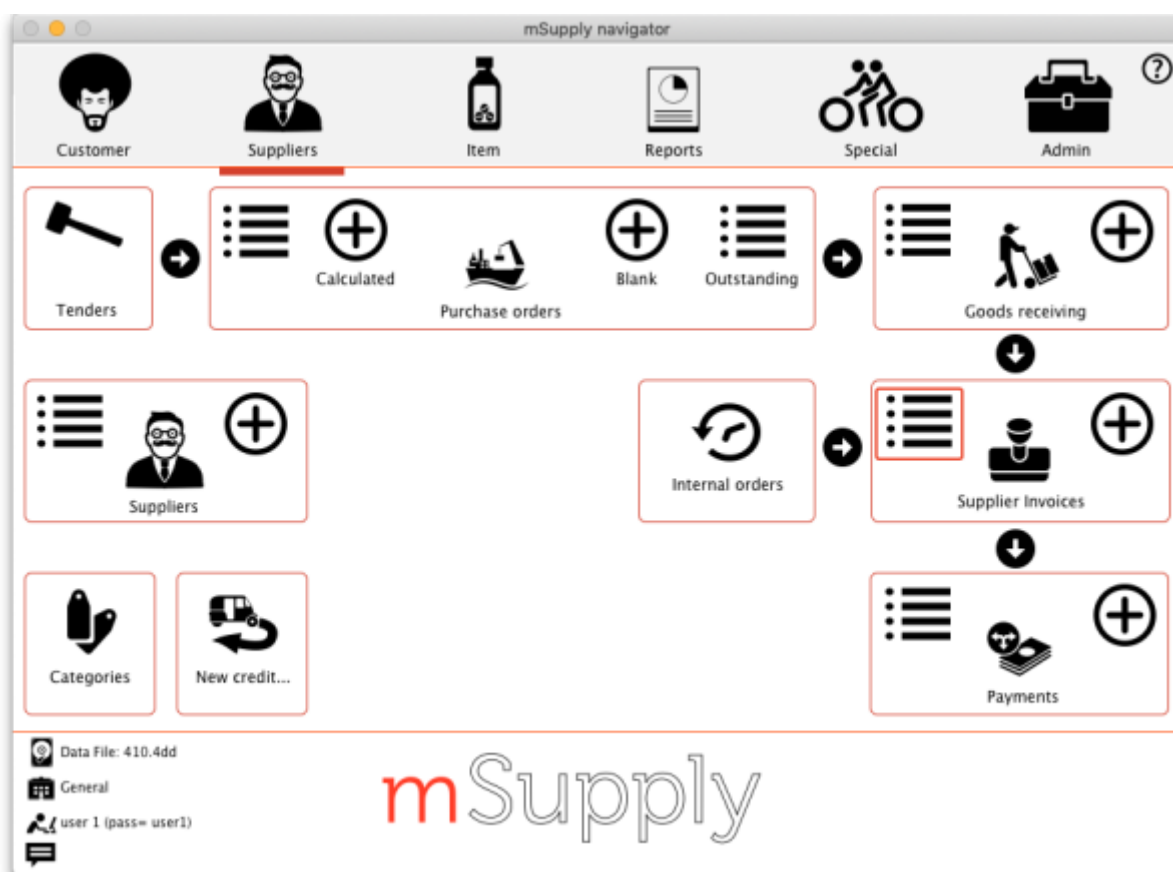 mSupply navigator
Customer
Suppliers
Item
Reports
Special
Admin
?
Calculated
Blank
Outstanding
Tenders
Purchase orders
Goods receiving
Suppliers
Internal orders
Supplier Invoices
Categories
New credit...
Payments
Data File: 410.4dd
General
user 1 (pass= user1)
mSupply